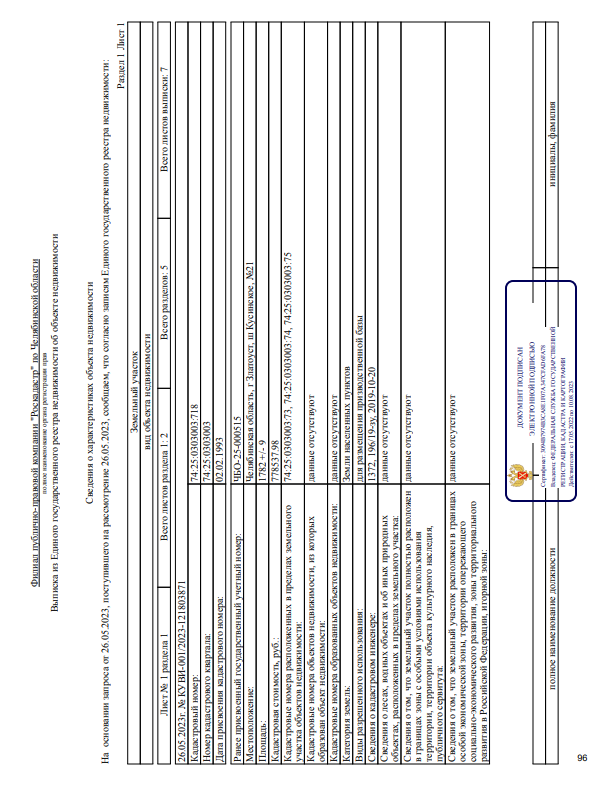 Филиал публично-правовой компании "Роскадастр" по Челябинской области
полное наименование органа регистрации прав
Выписка из Единого государственного реестра недвижимости об объекте недвижимости
Сведения о характеристиках объекта недвижимости
На основании запроса от 26.05.2023, поступившего на рассмотрение 26.05.2023, сообщаем, что согласно записям Единого государственного реестра недвижимости:
Раздел 1 Лист 1
Земельный участок
вид объекта недвижимости
Лист № 1 раздела 1 Всего листов раздела 1: 2 Всего разделов: 5 Всего листов выписки: 7
26.05.2023г. № КУВИ-001/2023-121803871
Кадастровый номер: 74:25:0303003:718
Номер кадастрового квартала: 74:25:0303003
Дата присвоения кадастрового номера: 02.02.1993
Ранее присвоенный государственный учетный номер: ЧБО-25-000515
Местоположение: Челябинская область, г Златоуст, ш Кусинское, №21
Площадь: 1782 +/- 9
Кадастровая стоимость, руб.: 778537.98
Кадастровые номера расположенных в пределах земельного 74:25:0303003:73, 74:25:0303003:74, 74:25:0303003:75
участка объектов недвижимости:
Кадастровые номера объектов недвижимости, из которых данные отсутствуют
образован объект недвижимости:
Кадастровые номера образованных объектов недвижимости: данные отсутствуют
Категория земель: Земли населенных пунктов
Виды разрешенного использования: для размещения призводственной базы
Сведения о кадастровом инженере: 1372, 196/19-зу, 2019-10-20
Сведения о лесах, водных объектах и об иных природных данные отсутствуют
объектах, расположенных в пределах земельного участка:
Сведения о том, что земельный участок полностью расположен данные отсутствуют
в границах зоны с особыми условиями использования
территории, территории объекта культурного наследия,
публичного сервитута:
Сведения о том, что земельный участок расположен в границах данные отсутствуют
особой экономической зоны, территории опережающего
социально-экономического развития, зоны территориального
развития в Российской Федерации, игорной зоны:
ДОКУМЕНТ ПОДПИСАН
ЭЛЕКТРОННОЙ ПОДПИСЬЮ
Сертификат:
Владелец: ФЕДЕРАЛЬНАЯ СЛУЖБА ГОСУДАРСТВЕННОЙ
РЕГИСТРАЦИИ, КАДАСТРА И КАРТОГРАФИИ
Действителен: с 17.05.2022 по 10.08.2023
полное наименование должности инициалы, фамилия
96